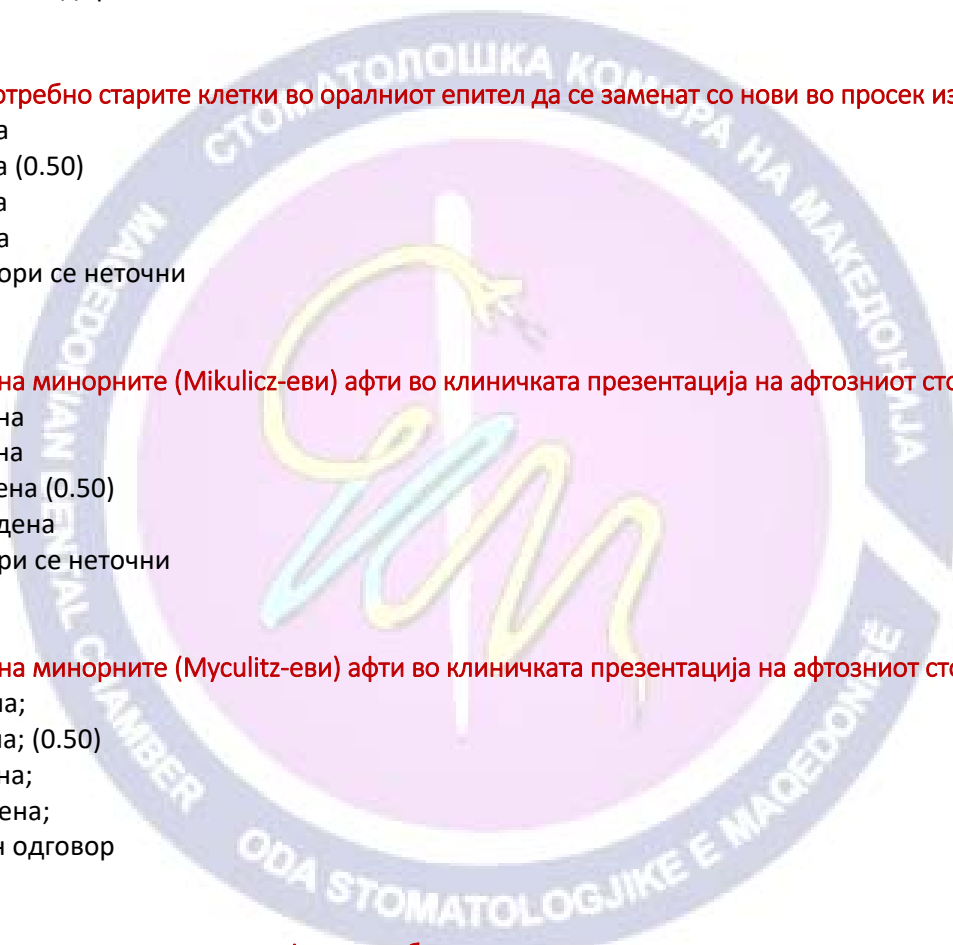 отребно старите клетки во оралниот епител да се заменат со нови во просек из
а
а (0.50)
а
а
ори се неточни
на минорните (Mikulicz-еви) афти во клиничката презентација на афтозниот сто
на
на
ена (0.50)
дена
ри се неточни
на минорните (Myculitz-еви) афти во клиничката презентација на афтозниот сто
на;
на; (0.50)
на;
ена;
н одговор
СТОМАТОЛОШКА КОМОРА НА МАКЕДОНИЈА
MAKEDONIAN DENTAL CHAMBER
ODA STOMATOLOGJIKE E MAQEDONISË